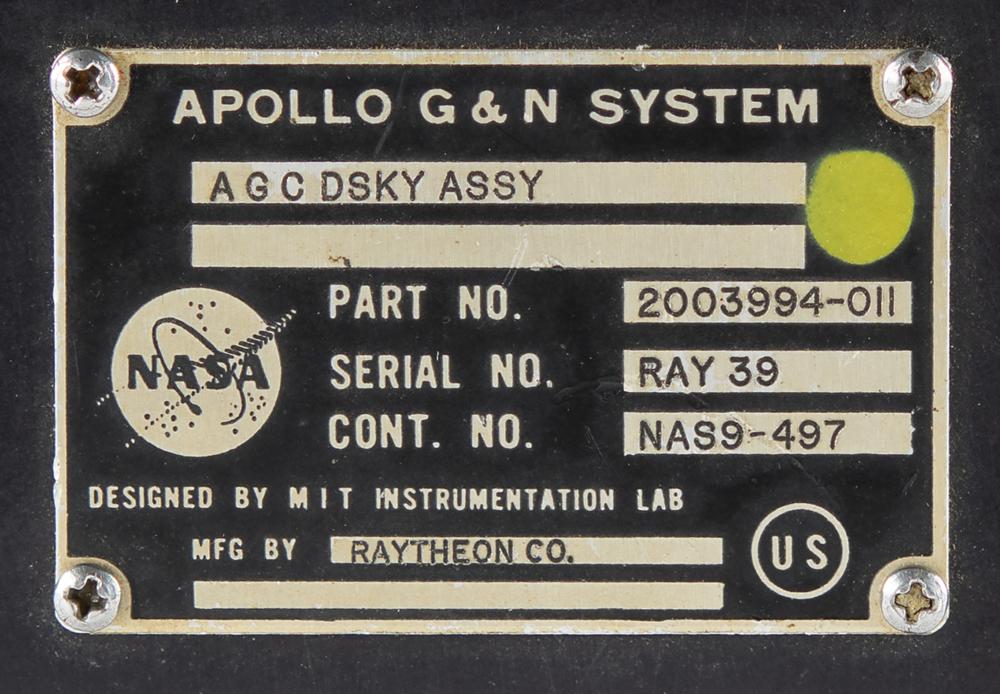 APOLLO G & N SYSTEM
A G C DSKY ASSY
PART NO. 2003994-011
NASA
SERIAL NO. RAY 39
CONT. NO. NAS9-497
DESIGNED BY M I T INSTRUMENTATION LAB
MFG BY RAYTHEON CO.
U S